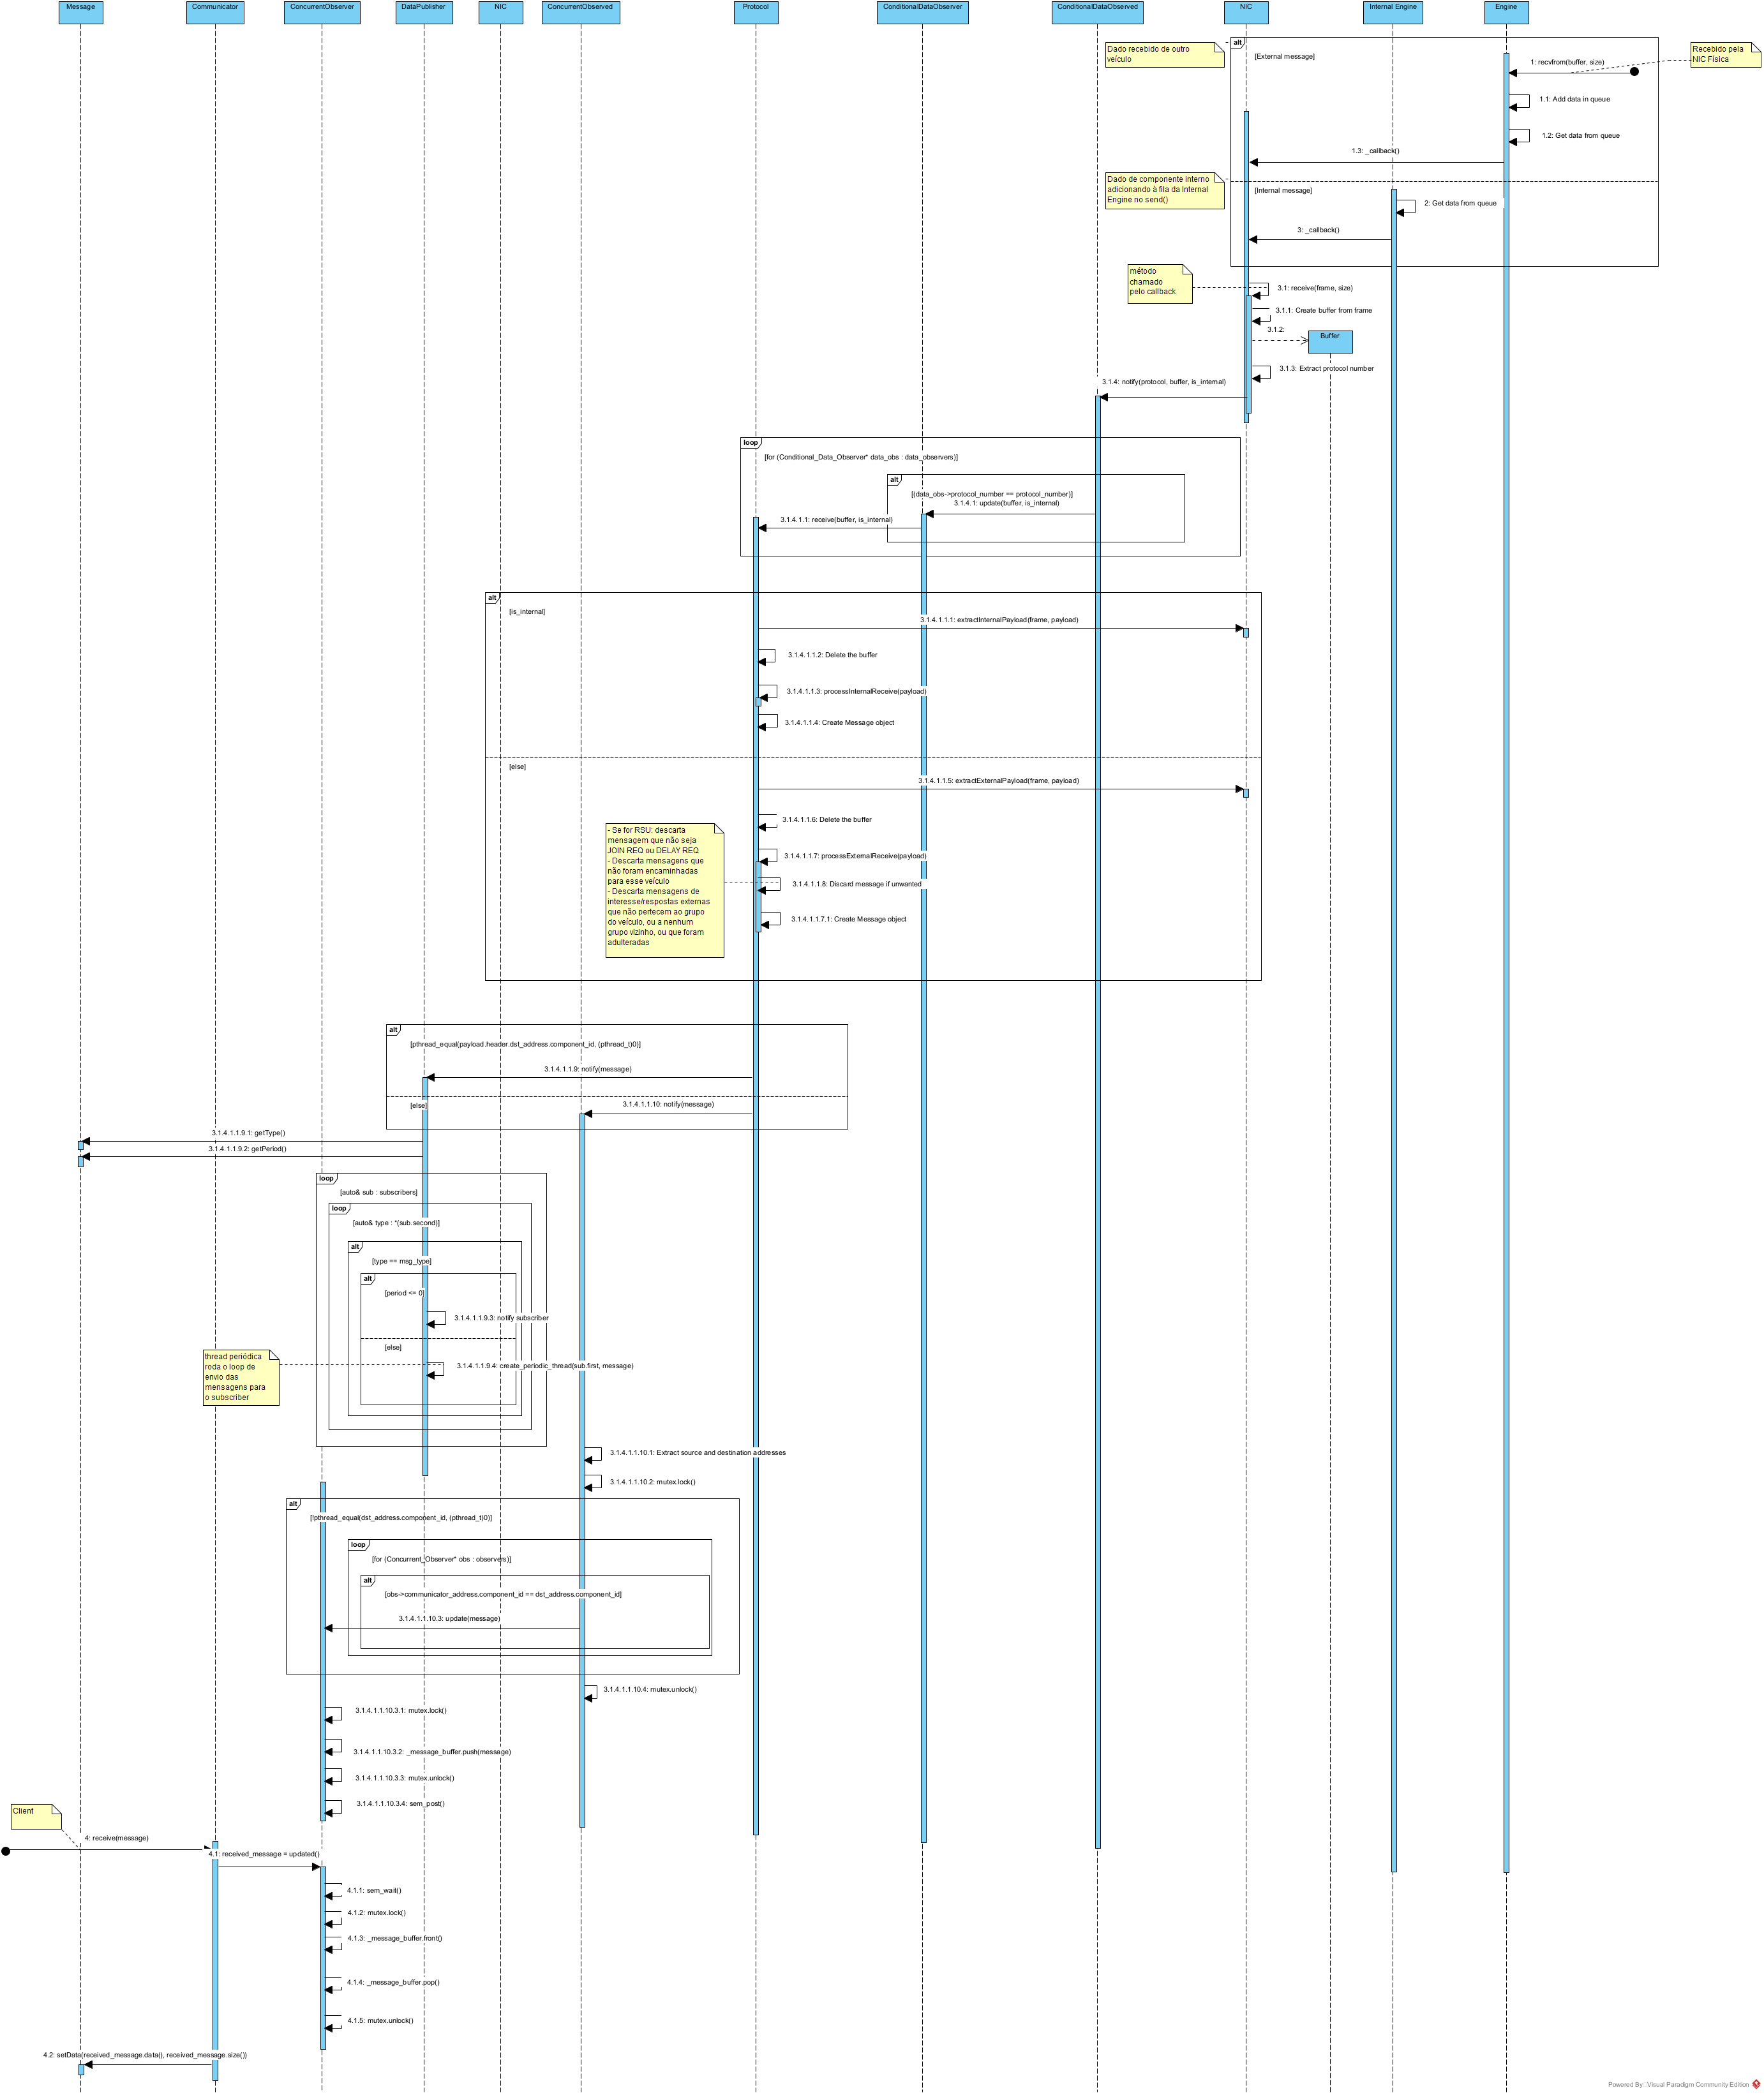 Message
Communicator
ConcurrentObserver
DataPublisher
NIC
ConcurrentObserved
Protocol
ConditionalDataObserver
ConditionalDataObserved
NIC
Internal Engine
Engine
Dado recebido de outro
veículo
alt
[External message]
Recebido pela
NIC Física
1: recvfrom(buffer, size)
1.1: Add data in queue
1.2: Get data from queue
1.3: _callback()
Dado de componente interno
adicionando à fila da Internal
Engine no send()
[Internal message]
2: Get data from queue
3: _callback()
método
chamado
pelo callback
3.1: receive(frame, size)
3.1.1: Create buffer from frame
3.1.2:
Buffer
3.1.3: Extract protocol number
3.1.4: notify(protocol, buffer, is_internal)
loop
[for (Conditional_Data_Observer* data_obs : data_observers)]
alt
[(data_obs->protocol_number == protocol_number)]
3.1.4.1: update(buffer, is_internal)
3.1.4.1.1: receive(buffer, is_internal)
alt
[is_internal]
3.1.4.1.1.1: extractInternalPayload(frame, payload)
3.1.4.1.1.2: Delete the buffer
3.1.4.1.1.3: processInternalReceive(payload)
3.1.4.1.1.4: Create Message object
[else]
3.1.4.1.1.5: extractExternalPayload(frame, payload)
3.1.4.1.1.6: Delete the buffer
- Se for RSU: descarta
mensagem que não seja
JOIN REQ ou DELAY REQ
- Descarta mensagens que
não foram encaminhadas
para esse veículo
- Descarta mensagens de
interesse/respostas externas
que não pertecem ao grupo
do veículo, ou a nenhum
grupo vizinho, ou que foram
adulteradas
3.1.4.1.1.7: processExternalReceive(payload)
3.1.4.1.1.8: Discard message if unwanted
3.1.4.1.1.7.1: Create Message object
alt
[pthread_equal(payload.header.dst_address.component_id, (pthread_t)0)]
3.1.4.1.1.9: notify(message)
[else]
3.1.4.1.1.10: notify(message)
3.1.4.1.1.9.1: getType()
3.1.4.1.1.9.2: getPeriod()
loop
[auto& sub : subscribers]
loop
[auto& type : *(sub.second)]
alt
[type == msg_type]
alt
[period <= 0]
3.1.4.1.1.9.3: notify subscriber
[else]
thread periódica
roda o loop de
envio das
mensagens para
o subscriber
3.1.4.1.1.9.4: create_periodic_thread(sub.first, message)
3.1.4.1.1.10.1: Extract source and destination addresses
3.1.4.1.1.10.2: mutex.lock()
alt
[!pthread_equal(dst_address.component_id, (pthread_t)0)]
loop
[for (Concurrent_Observer* obs : observers)]
alt
[obs->communicator_address.component_id == dst_address.component_id]
3.1.4.1.1.10.3: update(message)
3.1.4.1.1.10.4: mutex.unlock()
3.1.4.1.1.10.3.1: mutex.lock()
3.1.4.1.1.10.3.2: _message_buffer.push(message)
3.1.4.1.1.10.3.3: mutex.unlock()
3.1.4.1.1.10.3.4: sem_post()
Client
4: receive(message)
4.1: received_message = updated()
4.1.1: sem_wait()
4.1.2: mutex.lock()
4.1.3: _message_buffer.front()
4.1.4: _message_buffer.pop()
4.1.5: mutex.unlock()
4.2: setData(received_message.data(), received_message.size())
Powered By Visual Paradigm Community Edition